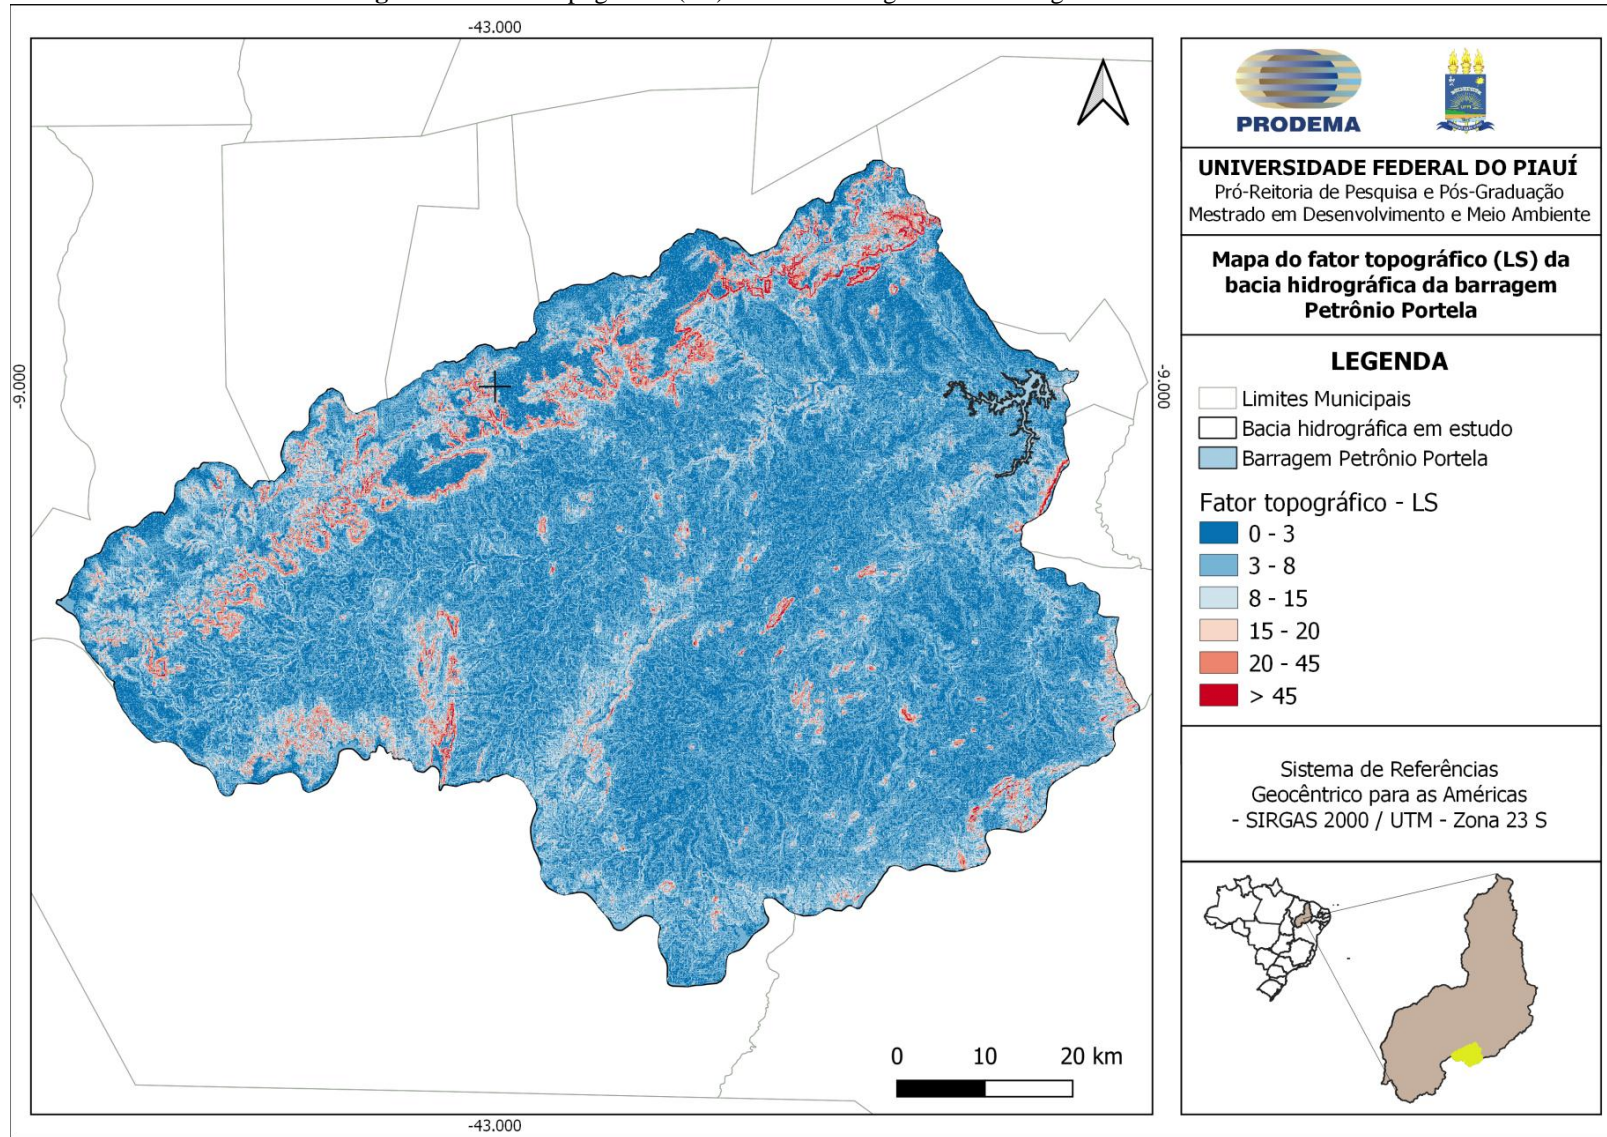 -43.000
-9.000
-9.000
-43.000
0 10 20 km
PRODEMA
UNIVERSIDADE FEDERAL DO PIAUÍ
Pró-Reitoria de Pesquisa e Pós-Graduação
Mestrado em Desenvolvimento e Meio Ambiente
Mapa do fator topográfico (LS) da
bacia hidrográfica da barragem
Petrônio Portela
LEGENDA
Limites Municipais
Bacia hidrográfica em estudo
Barragem Petrônio Portela
Fator topográfico - LS
0 - 3
3 - 8
8 - 15
15 - 20
20 - 45
> 45
Sistema de Referências
Geocêntrico para as Américas
- SIRGAS 2000 / UTM - Zona 23 S